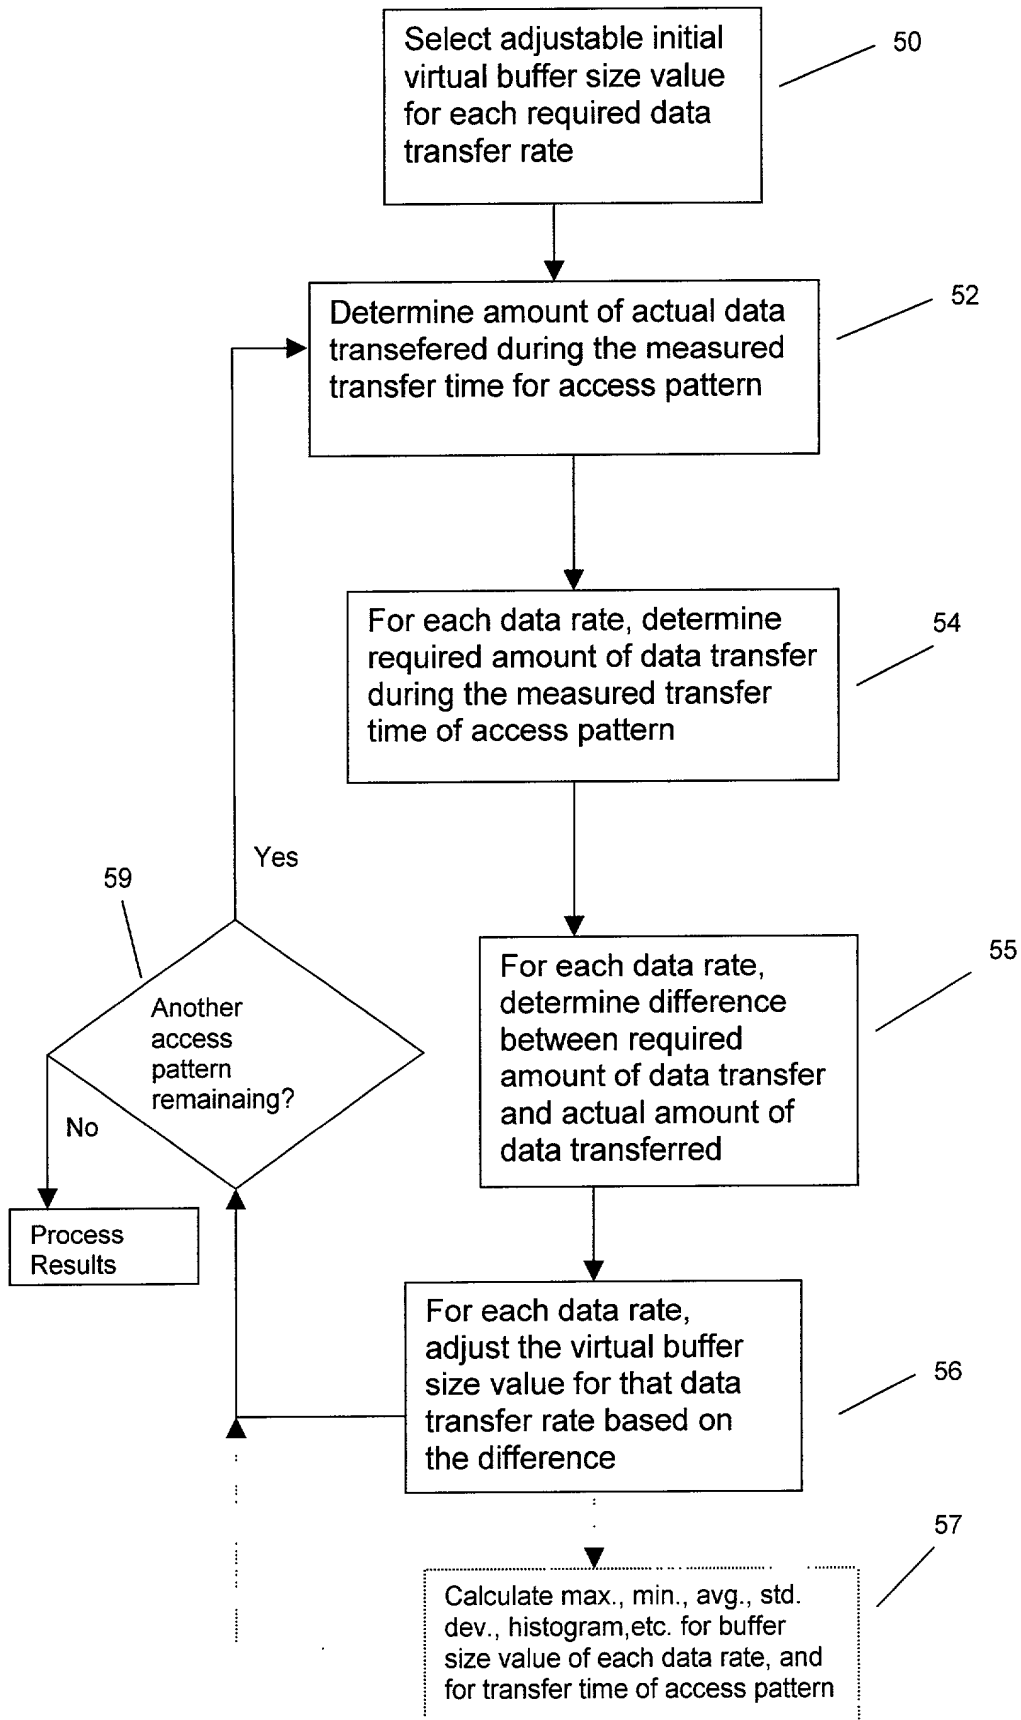 Select adjustable initial
virtual buffer size value
for each required data
transfer rate
50
Determine amount of actual data
transefered during the measured
transfer time for access pattern
52
For each data rate, determine
required amount of data transfer
during the measured transfer
time of access pattern
54
Yes
59
Another
access
pattern
remainaing?
No
Process
Results
For each data rate,
determine difference
between required
amount of data transfer
and actual amount of
data transferred
55
For each data rate,
adjust the virtual buffer
size value for that data
transfer rate based on
the difference
56
57
Calculate max., min., avg., std.
dev., histogram,etc. for buffer
size value of each data rate, and
for transfer time of access pattern